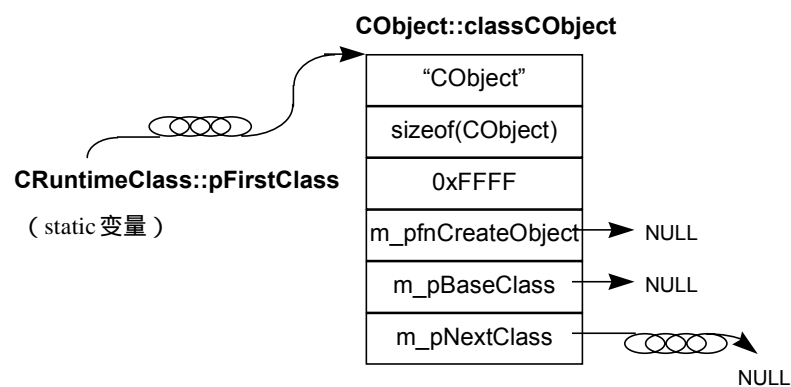 CObject::classCObject
“CObject”
sizeof(CObject)
CRuntimeClass::pFirstClass
0xFFFF
（static 变量）
m_pfnCreateObject
NULL
m_pBaseClass
NULL
m_pNextClass
NULL